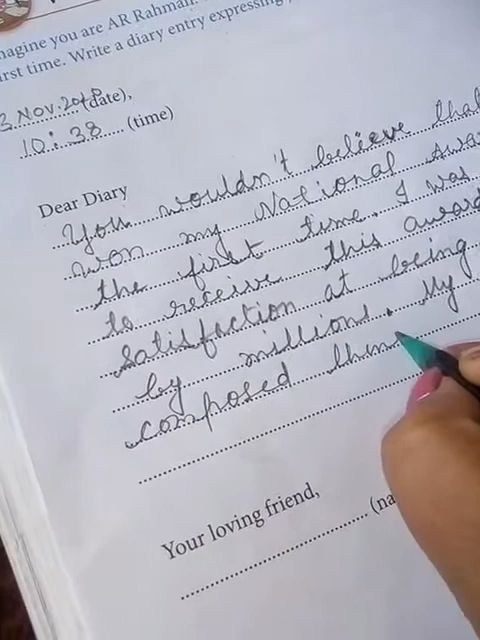 magine you are AR Rahman.
irst time. Write a diary entry expressing
3 Nov. 2018 (date),
10:38 (time)
Dear Diary
You wouldn't believe that
won my National Awa
the first time. I was
to receive this award
satisfaction at being
by millions. My
composed
Your loving friend,
(na